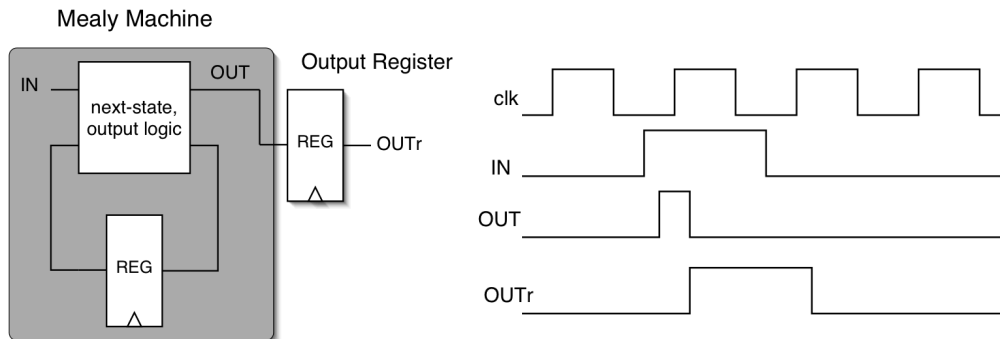 Mealy Machine
IN
OUT
next-state,
output logic
REG
Output Register
REG
OUTr
clk
IN
OUT
OUTr